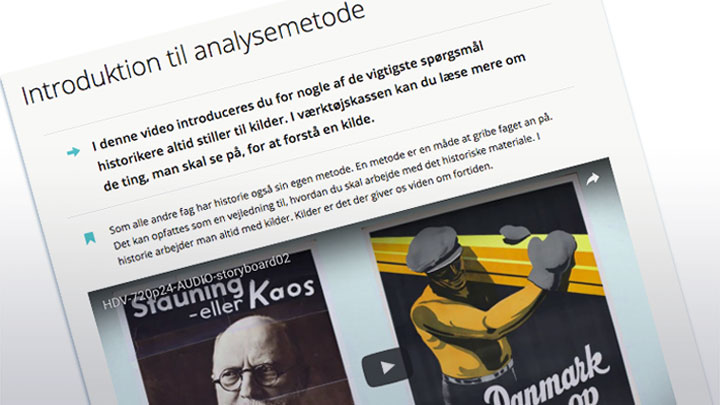 Introduktion til analysemetode
I denne video introduceres du for nogle af de vigtigste spørgsmål
historikere altid stiller til kilder. I værktøjskassen kan du læse mere om
de ting, man skal se på, for at forstå en kilde.
Som alle andre fag har historie også sin egen metode. En metode er en måde at gribe faget an på.
Det kan opfattes som en vejledning til, hvordan du skal arbejde med det historiske materiale. I
historie arbejder man altid med kilder. Kilder er det der giver os viden om fortiden.
HDV-720p24-AUDIO-storyboard02
Stauning
-eller Kaos
Danmark
op